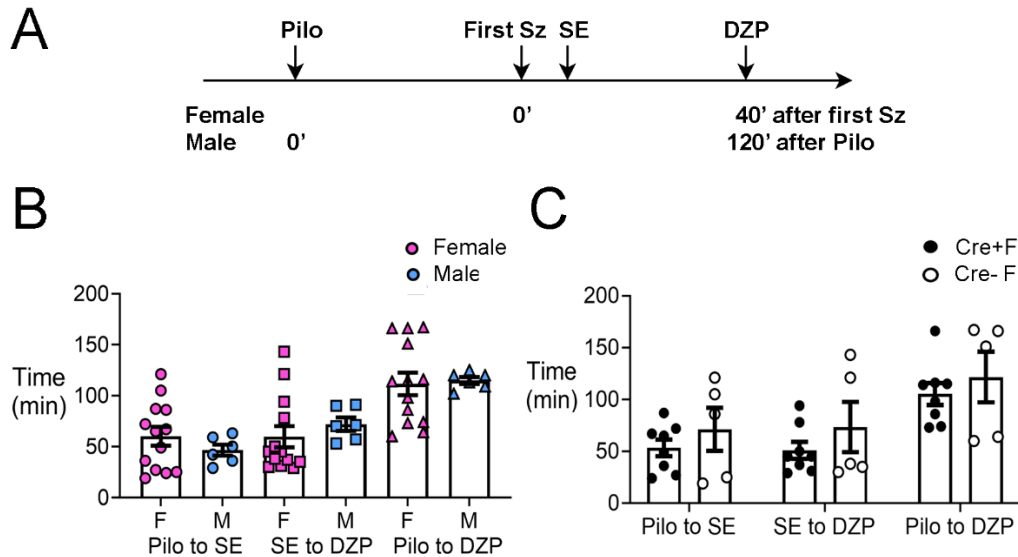 A
Pilo First Sz SE DZP
Female 0' 40' after first Sz
Male 0' 120' after Pilo
B
Female
Male
200
150
100
50
0
Time
(min)
F M F M F M
Pilo to SE SE to DZP Pilo to DZP
C
Cre+F
Cre- F
200
150
100
50
0
Time
(min)
Pilo to SE SE to DZP Pilo to DZP